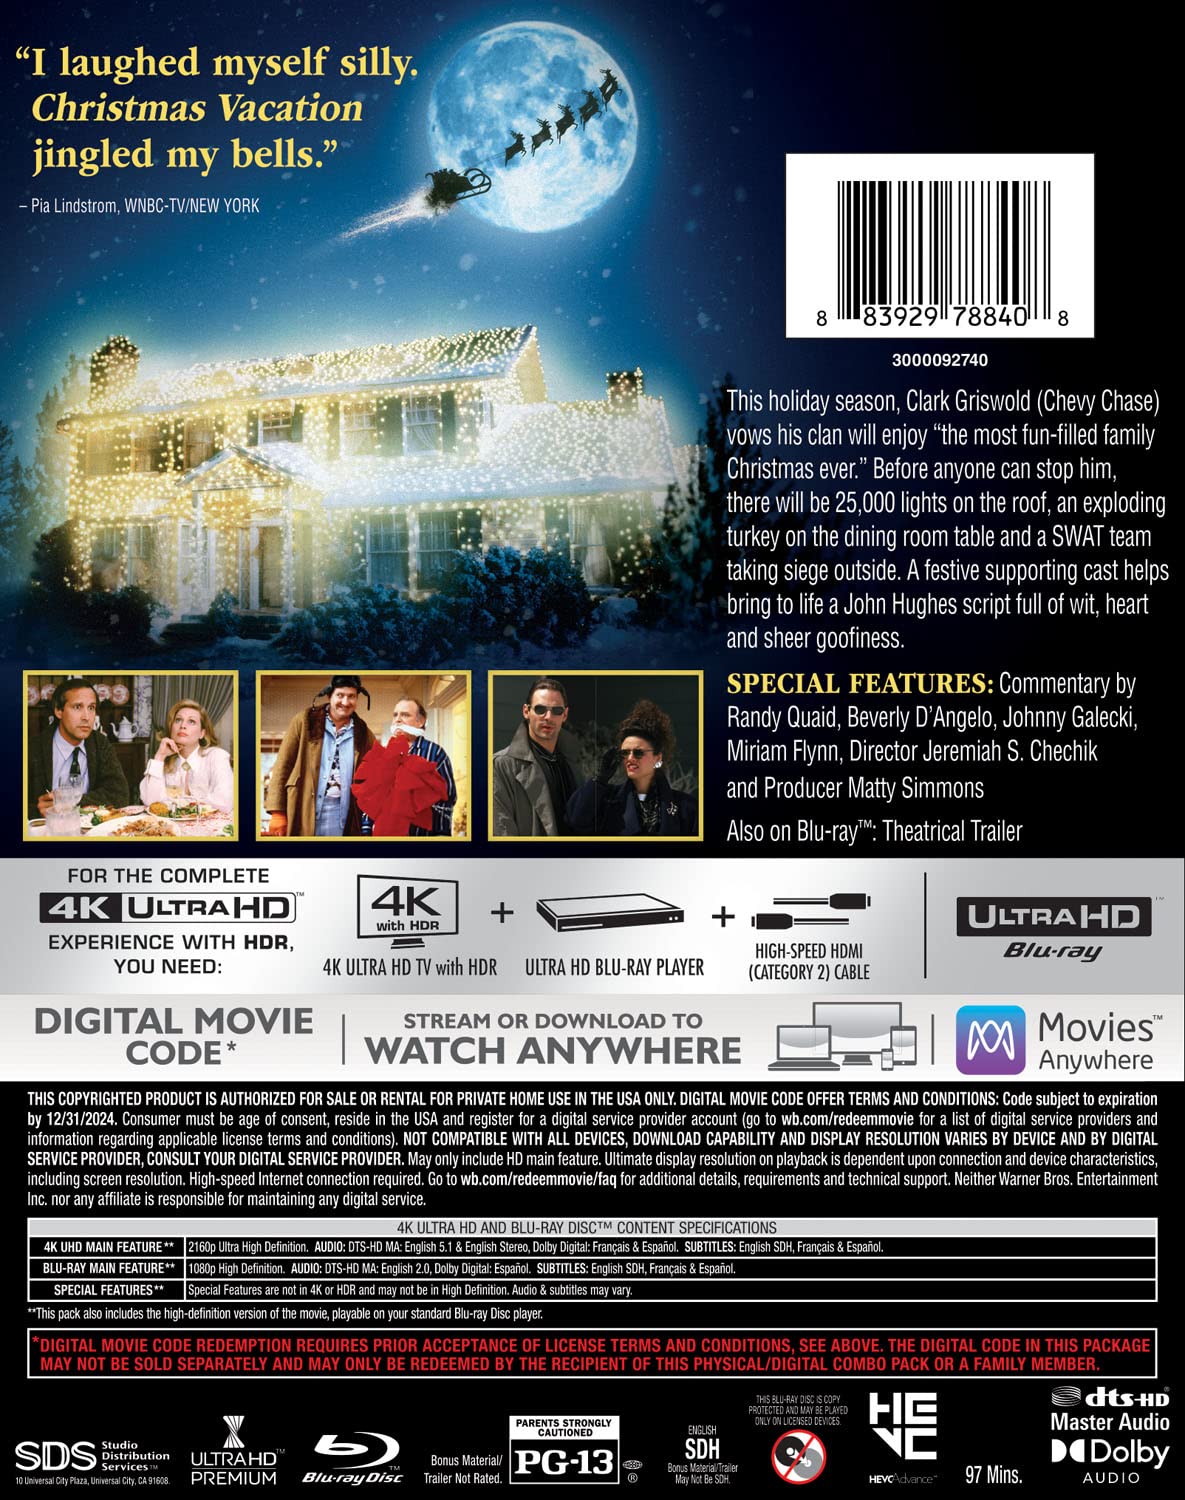 “I laughed myself silly.
Christmas Vacation
jingled my bells.”
– Pia Lindstrom, WNBC-TV/NEW YORK
8 83929 78840 8
3000092740
This holiday season, Clark Griswold (Chevy Chase)
vows his clan will enjoy “the most fun-filled family
Christmas ever.” Before anyone can stop him,
there will be 25,000 lights on the roof, an exploding
turkey on the dining room table and a SWAT team
taking siege outside. A festive supporting cast helps
bring to life a John Hughes script full of wit, heart
and sheer goofiness.
SPECIAL FEATURES: Commentary by
Randy Quaid, Beverly D’Angelo, Johnny Galecki,
Miriam Flynn, Director Jeremiah S. Chechik
and Producer Matty Simmons
Also on Blu-ray™: Theatrical Trailer
FOR THE COMPLETE
4K ULTRA HD™
EXPERIENCE WITH HDR,
YOU NEED:
4K
with HDR
4K ULTRA HD TV with HDR
+
ULTRA HD BLU-RAY PLAYER
+
HIGH-SPEED HDMI
(CATEGORY 2) CABLE
ULTRA HD™
Blu-ray
DIGITAL MOVIE
CODE*
STREAM OR DOWNLOAD TO
WATCH ANYWHERE
Movies™
Anywhere
THIS COPYRIGHTED PRODUCT IS AUTHORIZED FOR SALE OR RENTAL FOR PRIVATE HOME USE IN THE USA ONLY. DIGITAL MOVIE CODE OFFER TERMS AND CONDITIONS: Code subject to expiration
by 12/31/2024. Consumer must be age of consent, reside in the USA and register for a digital service provider account (go to wb.com/redeemmovie for a list of digital service providers and
information regarding applicable license terms and conditions). NOT COMPATIBLE WITH ALL DEVICES, DOWNLOAD CAPABILITY AND DISPLAY RESOLUTION VARIES BY DEVICE AND BY DIGITAL
SERVICE PROVIDER, CONSULT YOUR DIGITAL SERVICE PROVIDER. May only include HD main feature. Ultimate display resolution on playback is dependent upon connection and device characteristics,
including screen resolution. High-speed Internet connection required. Go to wb.com/redeemmovie/faq for additional details, requirements and technical support. Neither Warner Bros. Entertainment
Inc. nor any affiliate is responsible for maintaining any digital service.
4K ULTRA HD AND BLU-RAY DISC™ CONTENT SPECIFICATIONS
4K UHD MAIN FEATURE** 2160p Ultra High Definition. AUDIO: DTS-HD MA: English 5.1 & English Stereo, Dolby Digital: Français & Español. SUBTITLES: English SDH, Français & Español.
BLU-RAY MAIN FEATURE** 1080p High Definition. AUDIO: DTS-HD MA: English 2.0, Dolby Digital: Español. SUBTITLES: English SDH, Français & Español.
SPECIAL FEATURES** Special Features are not in 4K or HDR and may not be in High Definition. Audio & subtitles may vary.
**This pack also includes the high-definition version of the movie, playable on your standard Blu-ray Disc player.
*DIGITAL MOVIE CODE REDEMPTION REQUIRES PRIOR ACCEPTANCE OF LICENSE TERMS AND CONDITIONS, SEE ABOVE. THE DIGITAL CODE IN THIS PACKAGE
MAY NOT BE SOLD SEPARATELY AND MAY ONLY BE REDEEMED BY THE RECIPIENT OF THIS PHYSICAL/DIGITAL COMBO PACK OR A FAMILY MEMBER.
SDS Studio
Distribution
Services™
10 Universal City Plaza, Universal City, CA 91608.
ULTRA HD™
PREMIUM
Blu-ray Disc™
Bonus Material/
Trailer Not Rated.
PARENTS STRONGLY
CAUTIONED
PG-13
®
ENGLISH
SDH
Bonus Material/Trailer
May Not Be SDH.
THIS BLU-RAY DISC IS COPY
PROTECTED AND MAY BE PLAYED
ONLY ON LICENSED DEVICES.
HEVC
HEVC Advance™
97 Mins.
dts-HD®
Master Audio
Dolby
AUDIO